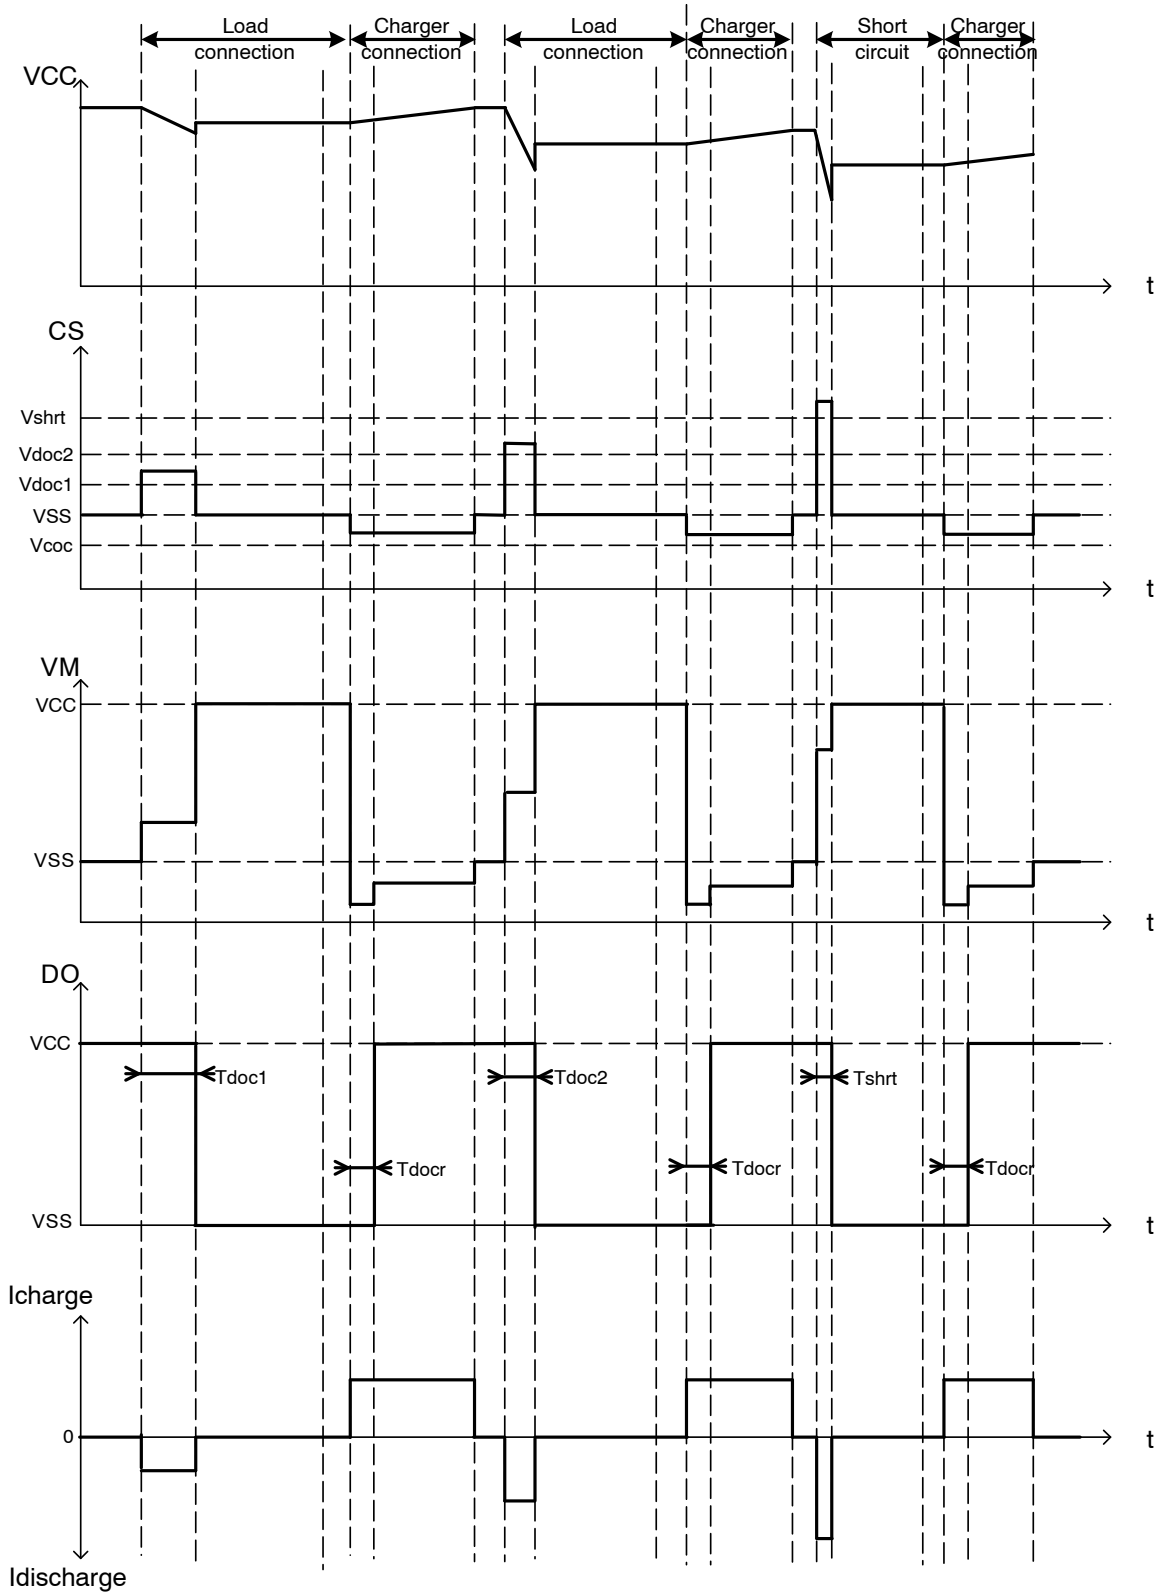 Load
connection
Charger
connection
Load
connection
Charger
connection
Short
circuit
Charger
connection
VCC
t
CS
Vshrt
Vdoc2
Vdoc1
VSS
Vcoc
t
VM
VCC
VSS
t
DO
VCC
Tdoc1
Tdoc2
Tshrt
Tdocr
Tdocr
Tdocr
VSS
t
Icharge
0
t
Idischarge